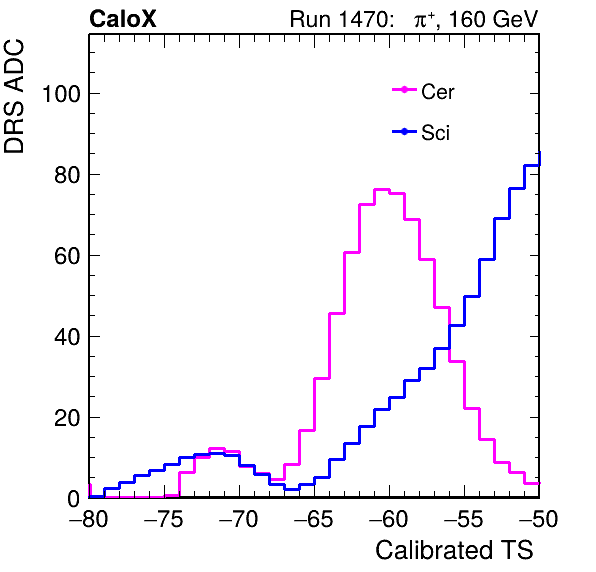 CaloX Run 1470: π⁺, 160 GeV
DRS ADC
Cer
Sci
100
80
60
40
20
0
−80 −75 −70 −65 −60 −55 −50
Calibrated TS